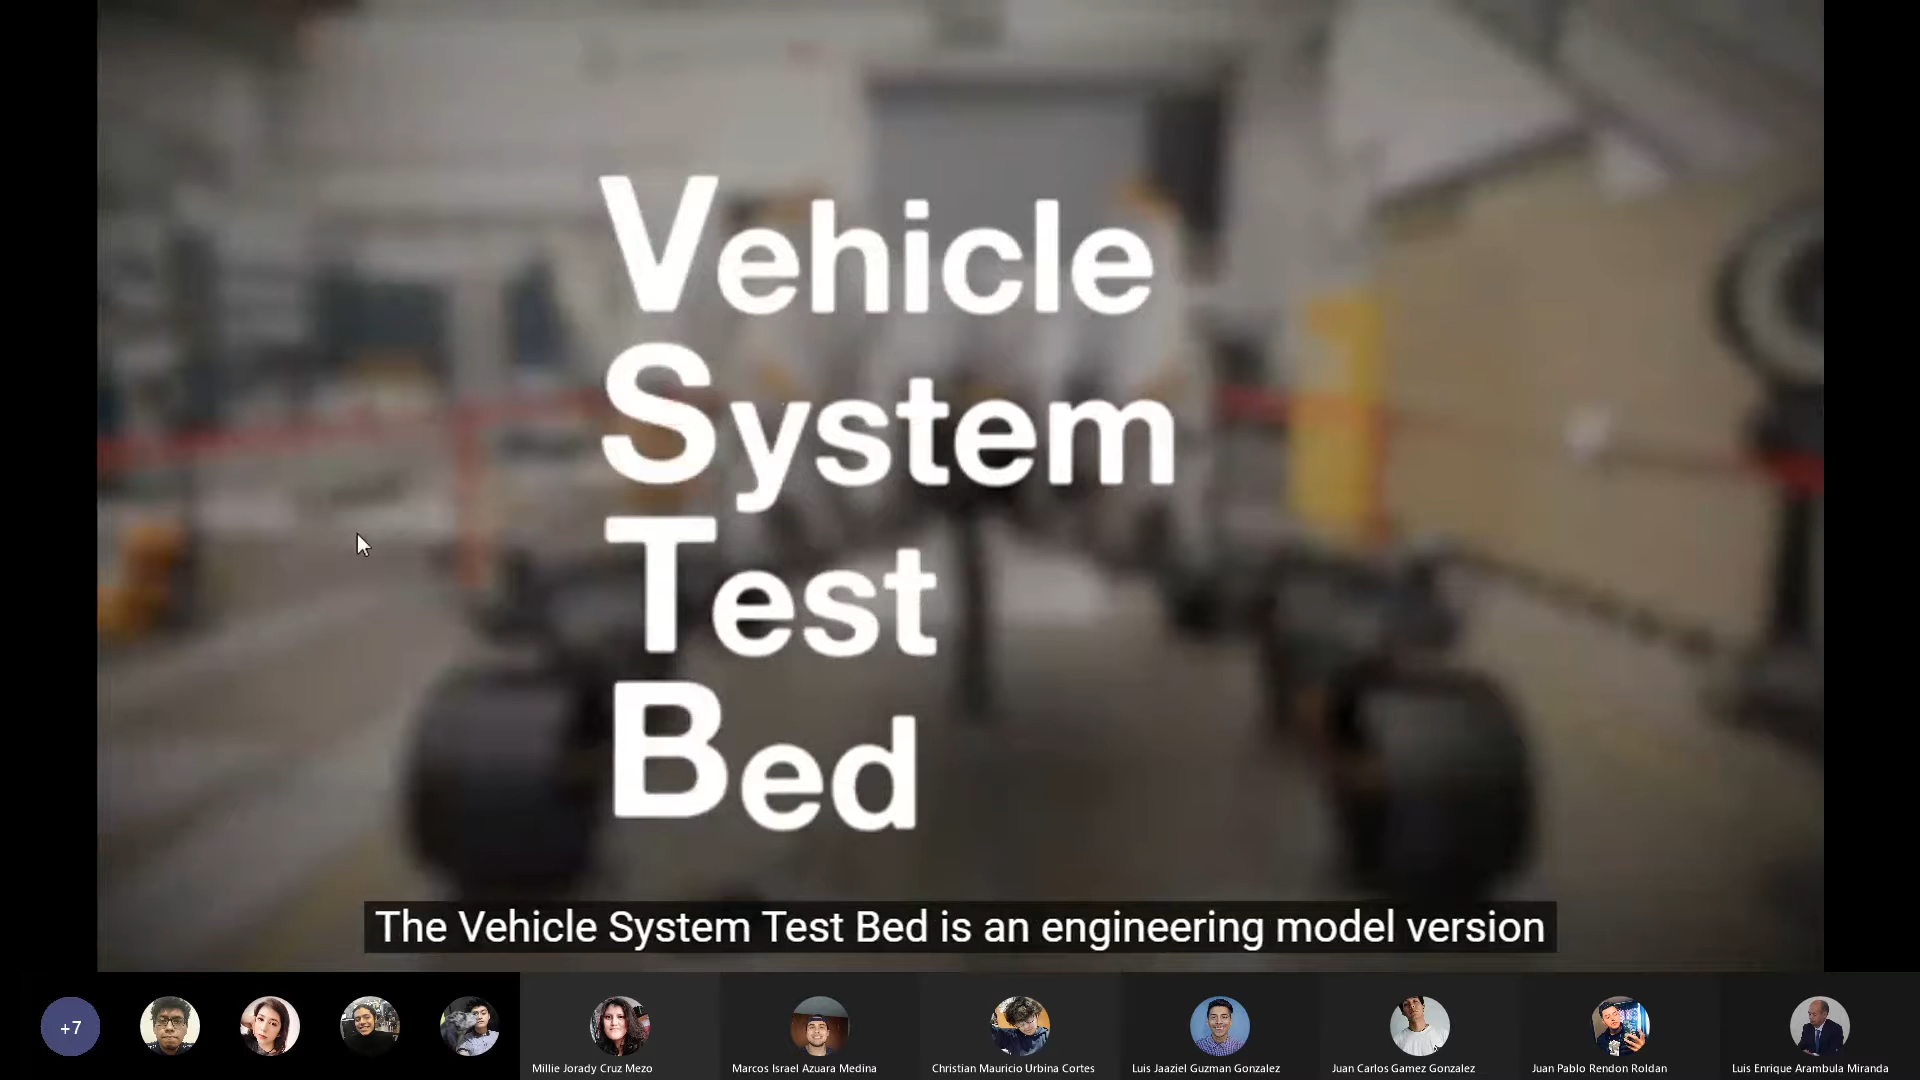 Vehicle
System
Test
Bed
The Vehicle System Test Bed is an engineering model version
+7
Millie Jorady Cruz Mezo
Marcos Israel Azuara Medina
Christian Mauricio Urbina Cortes
Luis Jaaziel Guzman Gonzalez
Juan Carlos Gamez Gonzalez
Juan Pablo Rendon Roldan
Luis Enrique Arambula Miranda